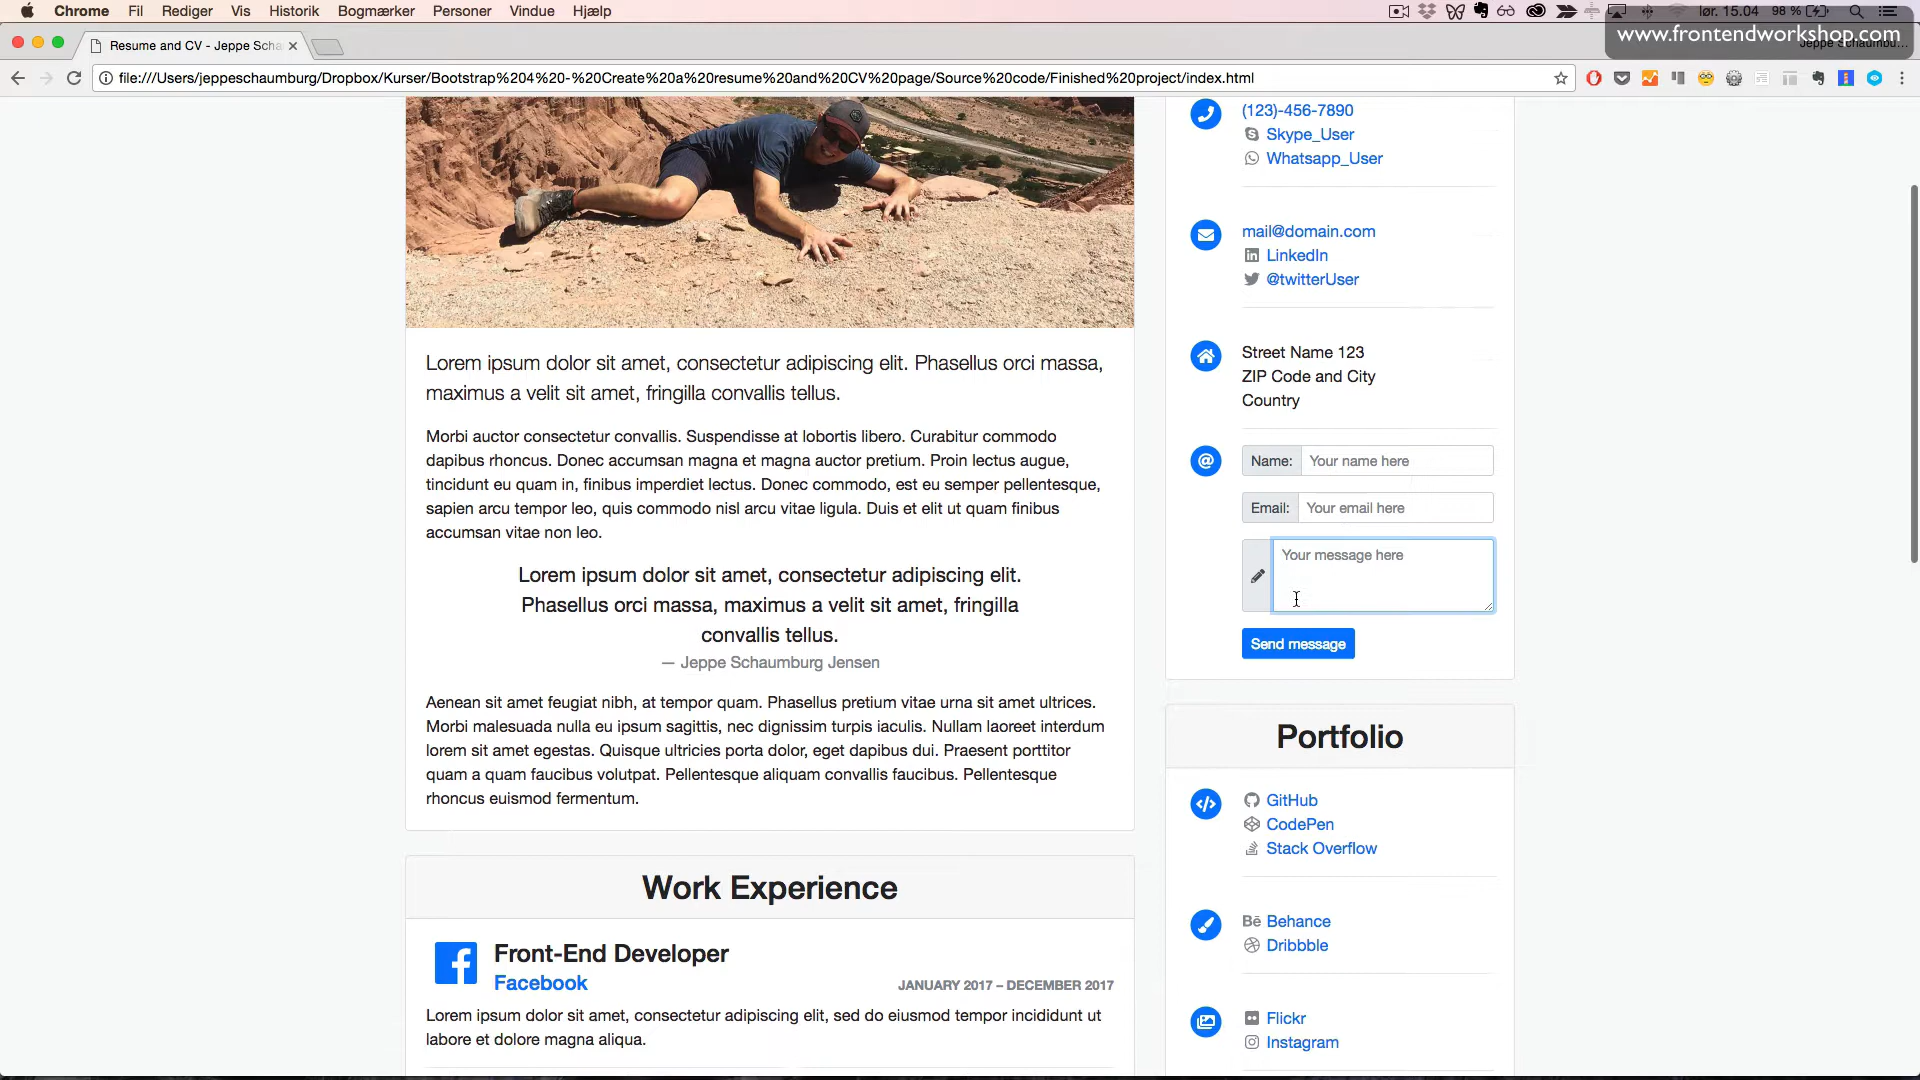 Chrome Fil Rediger Vis Historik Bogmærker Personer Vindue Hjælp
lør. 15.04 98 %
www.frontendworkshop.com
Resume and CV - Jeppe Scha
Jeppe Schaumbu...
file:///Users/jeppeschaumburg/Dropbox/Kurser/Bootstrap%204%20-%20Create%20a%20resume%20and%20CV%20page/Source%20code/Finished%20project/index.html
Lorem ipsum dolor sit amet, consectetur adipiscing elit. Phasellus orci massa,
maximus a velit sit amet, fringilla convallis tellus.
Morbi auctor consectetur convallis. Suspendisse at lobortis libero. Curabitur commodo
dapibus rhoncus. Donec accumsan magna et magna auctor pretium. Proin lectus augue,
tincidunt eu quam in, finibus imperdiet lectus. Donec commodo, est eu semper pellentesque,
sapien arcu tempor leo, quis commodo nisl arcu vitae ligula. Duis et elit ut quam finibus
accumsan vitae non leo.
Lorem ipsum dolor sit amet, consectetur adipiscing elit.
Phasellus orci massa, maximus a velit sit amet, fringilla
convallis tellus.
— Jeppe Schaumburg Jensen
Aenean sit amet feugiat nibh, at tempor quam. Phasellus pretium vitae urna sit amet ultrices.
Morbi malesuada nulla eu ipsum sagittis, nec dignissim turpis iaculis. Nullam laoreet interdum
lorem sit amet egestas. Quisque ultricies porta dolor, eget dapibus dui. Praesent porttitor
quam a quam faucibus volutpat. Pellentesque aliquam convallis faucibus. Pellentesque
rhoncus euismod fermentum.
Work Experience
Front-End Developer
Facebook
JANUARY 2017 – DECEMBER 2017
Lorem ipsum dolor sit amet, consectetur adipiscing elit, sed do eiusmod tempor incididunt ut
labore et dolore magna aliqua.
(123)-456-7890
Skype_User
Whatsapp_User
mail@domain.com
LinkedIn
@twitterUser
Street Name 123
ZIP Code and City
Country
Name: Your name here
Email: Your email here
Your message here
Send message
Portfolio
GitHub
CodePen
Stack Overflow
Behance
Dribbble
Flickr
Instagram